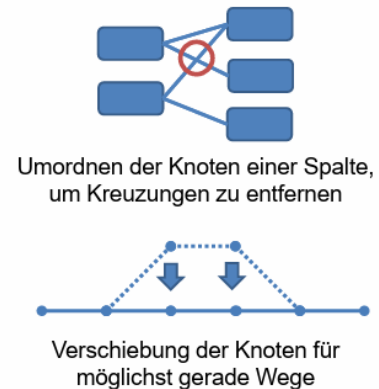 Umordnen der Knoten einer Spalte,
um Kreuzungen zu entfernen
Verschiebung der Knoten für
möglichst gerade Wege